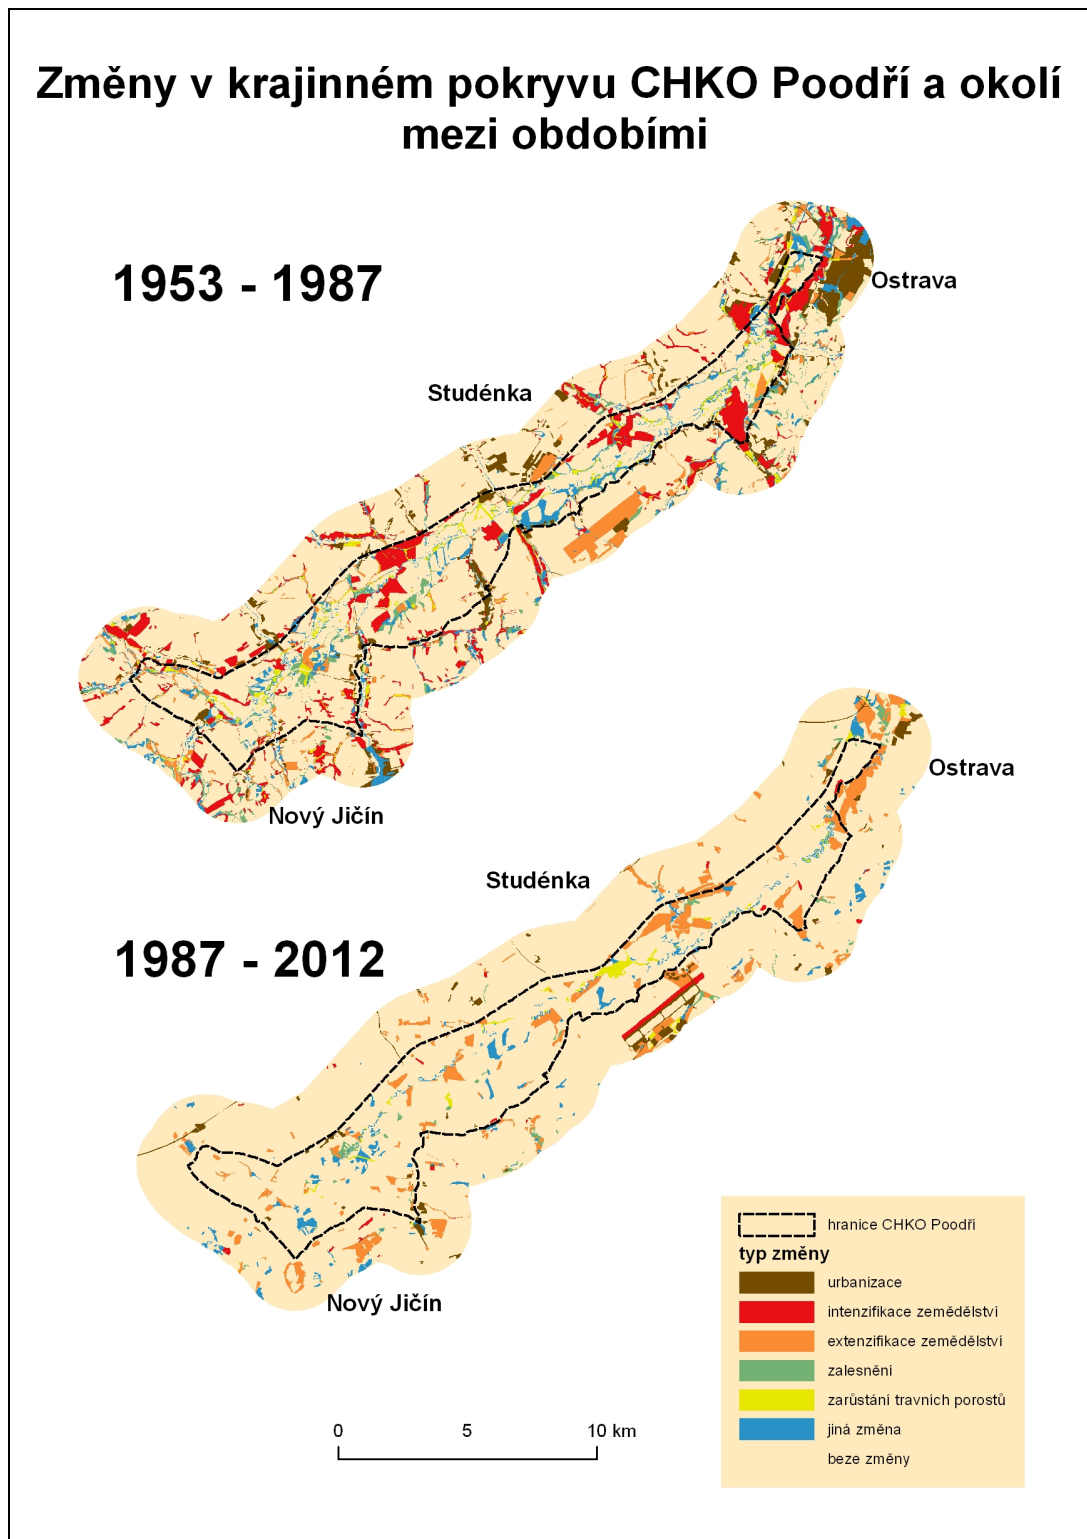 Změny v krajinném pokryvu CHKO Poodří a okolí
mezi obdobími
1953 - 1987
Ostrava
Studénka
Nový Jičín
Ostrava
Studénka
1987 - 2012
Nový Jičín
hranice CHKO Poodří
typ změny
urbanizace
intenzifikace zemědělství
extenzifikace zemědělství
zalesnění
zarůstání travních porostů
jiná změna
beze změny
0 5 10 km